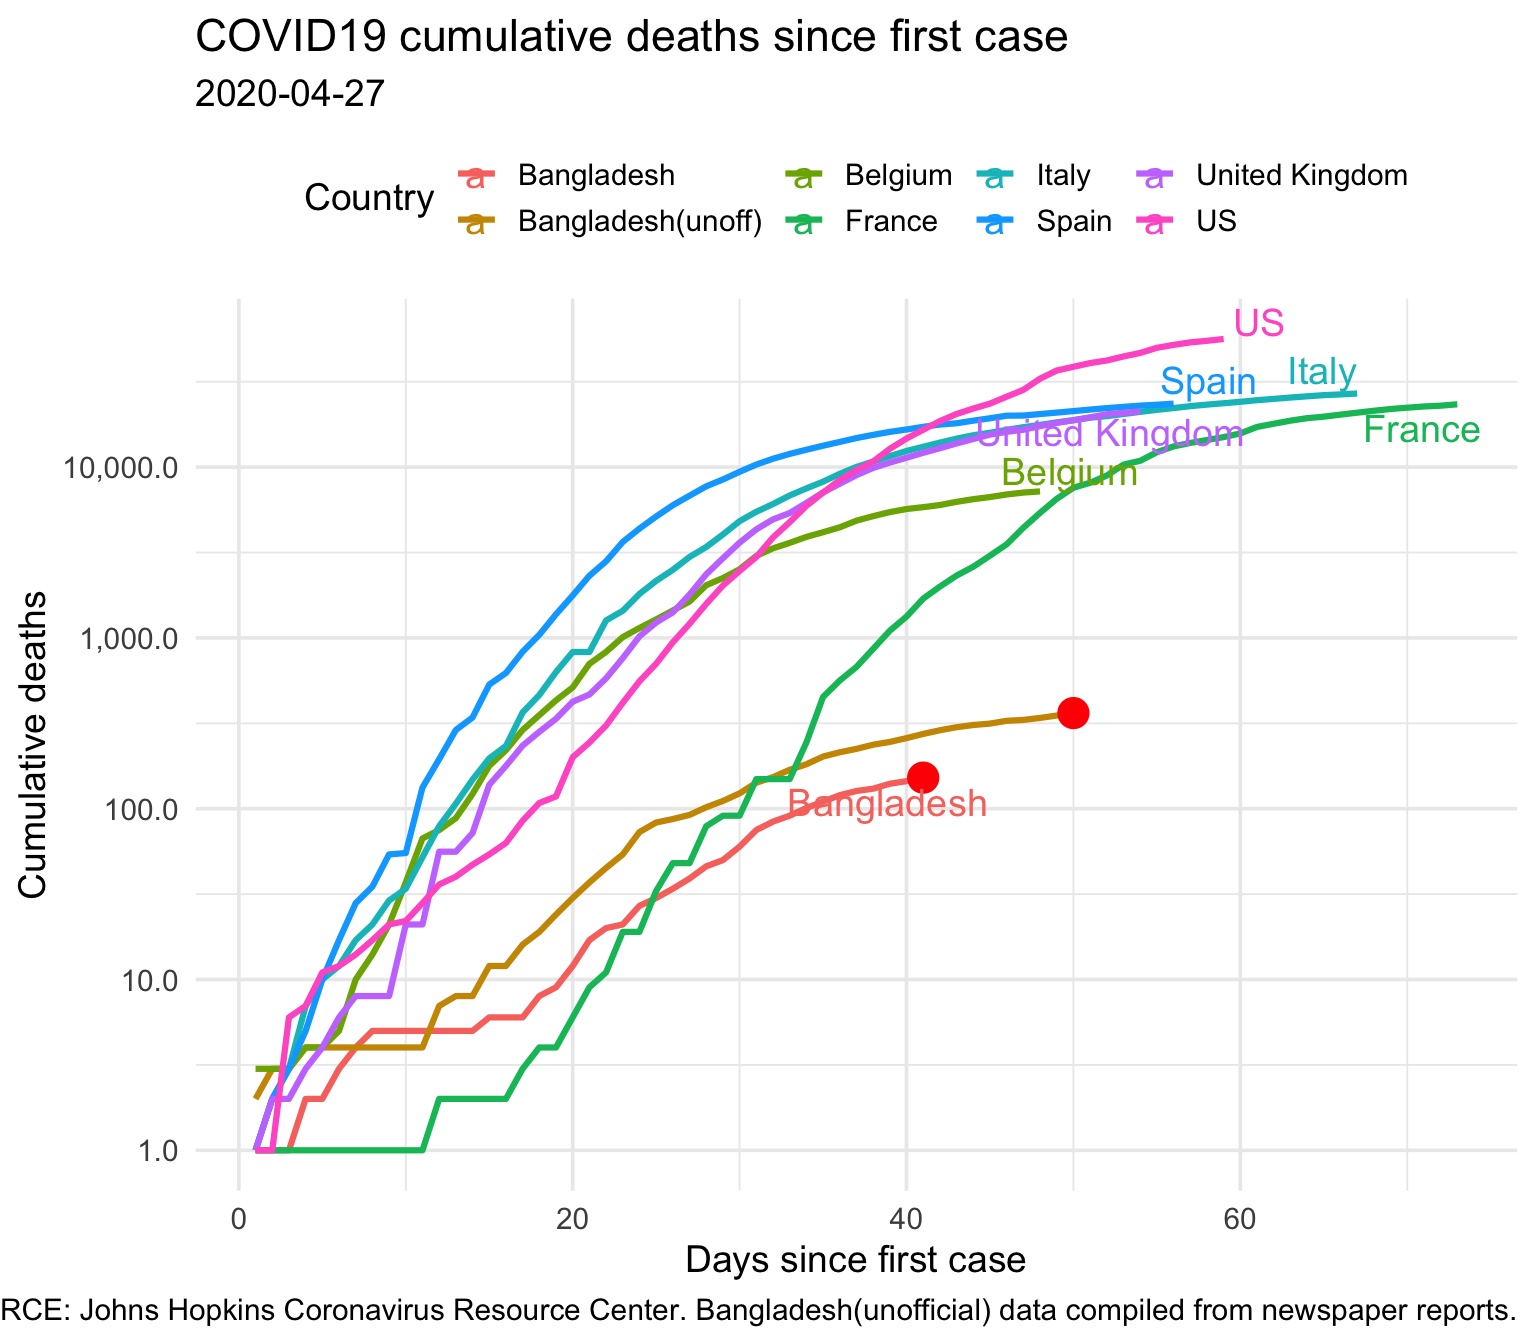 COVID19 cumulative deaths since first case
2020-04-27
Country
a Bangladesh a Belgium a Italy a United Kingdom
a Bangladesh(unoff) a France a Spain a US
US
Spain
Italy
France
United Kingdom
Belgium
Bangladesh
10,000.0
1,000.0
100.0
10.0
1.0
Cumulative deaths
0 20 40 60
Days since first case
RCE: Johns Hopkins Coronavirus Resource Center. Bangladesh(unofficial) data compiled from newspaper reports.